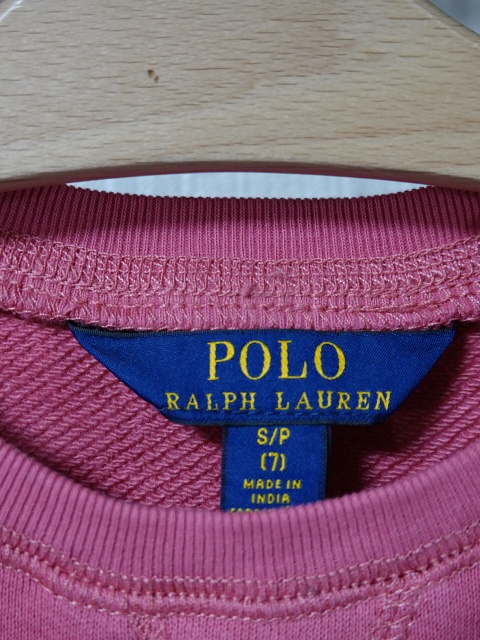 POLO
RALPH LAUREN
S/P
(7)
MADE IN
INDIA